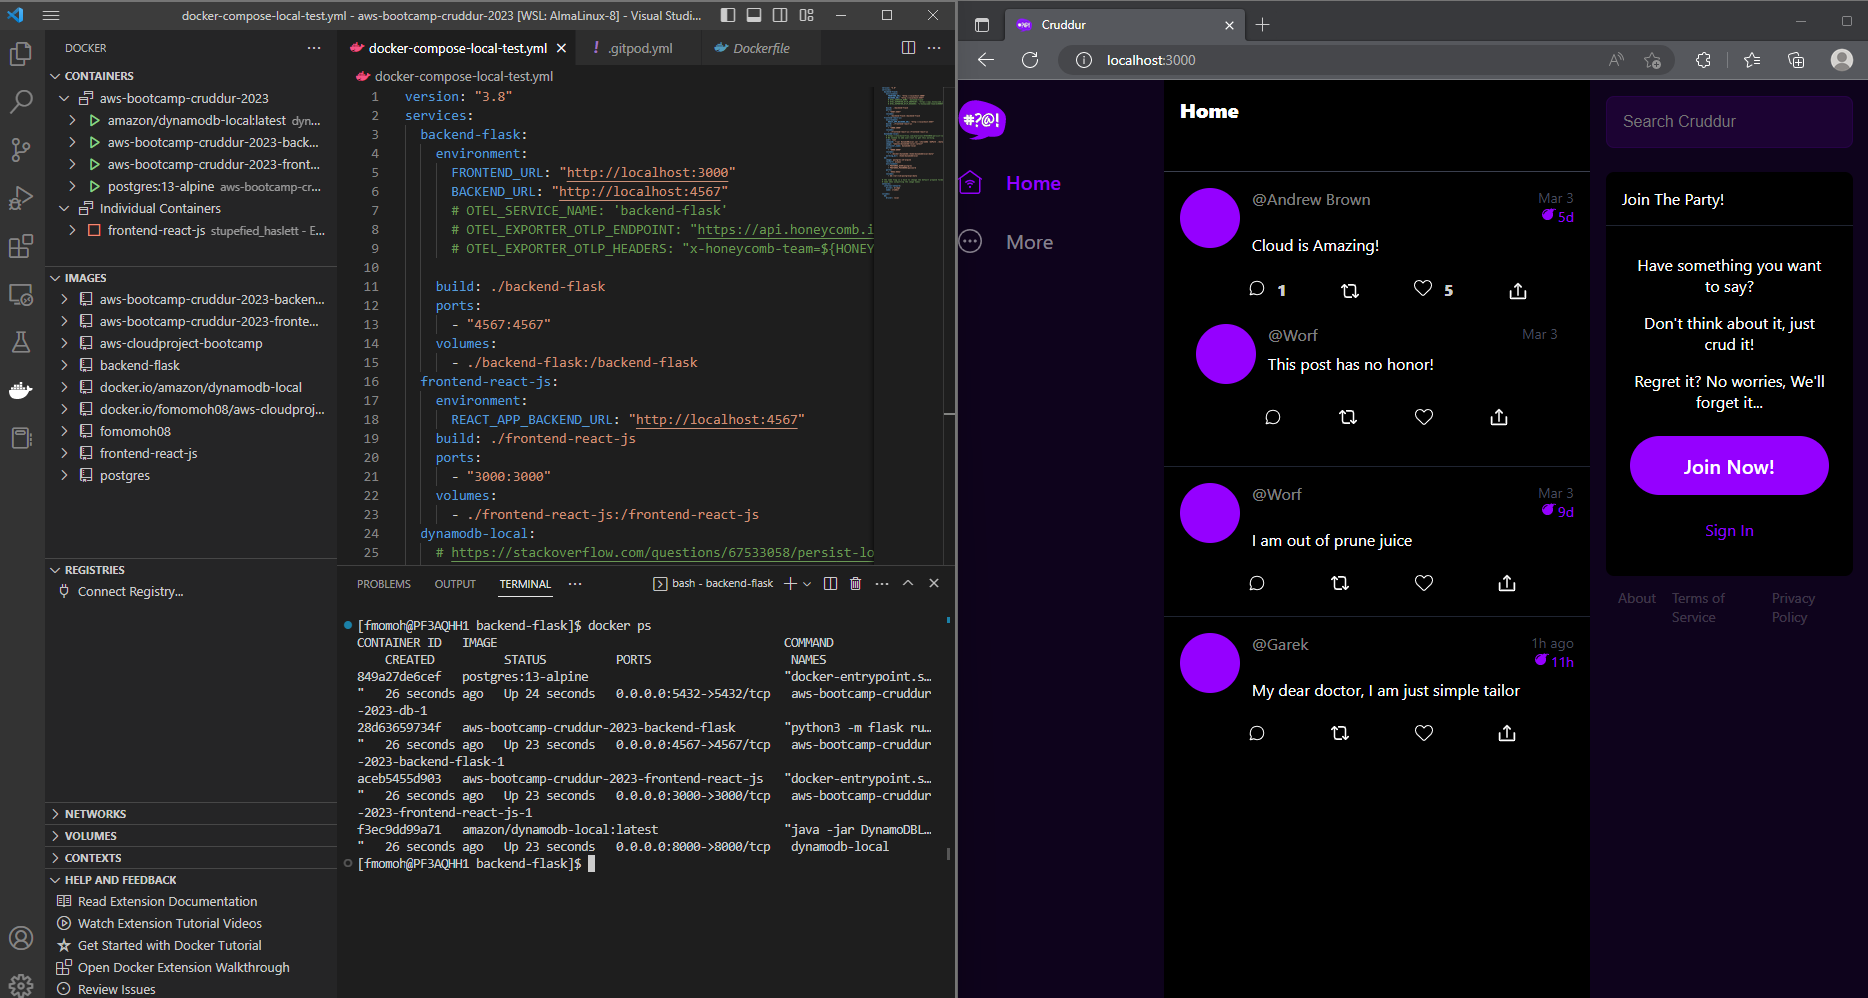 docker-compose-local-test.yml - aws-bootcamp-cruddur-2023 [WSL: AlmaLinux-8] - Visual Studi...
DOCKER
CONTAINERS
aws-bootcamp-cruddur-2023
amazon/dynamodb-local:latest dyn...
aws-bootcamp-cruddur-2023-back...
aws-bootcamp-cruddur-2023-front...
postgres:13-alpine aws-bootcamp-cr...
Individual Containers
frontend-react-js stupefied_haslett - E...
IMAGES
aws-bootcamp-cruddur-2023-backen...
aws-bootcamp-cruddur-2023-fronte...
aws-cloudproject-bootcamp
backend-flask
docker.io/amazon/dynamodb-local
docker.io/fomomoh08/aws-cloudproj...
fomomoh08
frontend-react-js
postgres
REGISTRIES
Connect Registry...
NETWORKS
VOLUMES
CONTEXTS
HELP AND FEEDBACK
Read Extension Documentation
Watch Extension Tutorial Videos
Get Started with Docker Tutorial
Open Docker Extension Walkthrough
Review Issues
docker-compose-local-test.yml
.gitpod.yml
Dockerfile
docker-compose-local-test.yml
1 version: "3.8"
2 services:
3 backend-flask:
4 environment:
5 FRONTEND_URL: "http://localhost:3000"
6 BACKEND_URL: "http://localhost:4567"
7 # OTEL_SERVICE_NAME: 'backend-flask'
8 # OTEL_EXPORTER_OTLP_ENDPOINT: "https://api.honeycomb.i
9 # OTEL_EXPORTER_OTLP_HEADERS: "x-honeycomb-team=${HONEY
10
11 build: ./backend-flask
12 ports:
13 - "4567:4567"
14 volumes:
15 - ./backend-flask:/backend-flask
16 frontend-react-js:
17 environment:
18 REACT_APP_BACKEND_URL: "http://localhost:4567"
19 build: ./frontend-react-js
20 ports:
21 - "3000:3000"
22 volumes:
23 - ./frontend-react-js:/frontend-react-js
24 dynamodb-local:
25 # https://stackoverflow.com/questions/67533058/persist-lo
PROBLEMS OUTPUT TERMINAL ... bash - backend-flask
[fmomoh@PF3AQHH1 backend-flask]$ docker ps
CONTAINER ID IMAGE COMMAND
CREATED STATUS PORTS NAMES
849a27de6cef postgres:13-alpine "docker-entrypoint.s…
" 26 seconds ago Up 24 seconds 0.0.0.0:5432->5432/tcp aws-bootcamp-cruddur
-2023-db-1
28d63659734f aws-bootcamp-cruddur-2023-backend-flask "python3 -m flask ru…
" 26 seconds ago Up 23 seconds 0.0.0.0:4567->4567/tcp aws-bootcamp-cruddur
-2023-backend-flask-1
aceb5455d903 aws-bootcamp-cruddur-2023-frontend-react-js "docker-entrypoint.s…
" 26 seconds ago Up 23 seconds 0.0.0.0:3000->3000/tcp aws-bootcamp-cruddur
-2023-frontend-react-js-1
f3ec9dd99a71 amazon/dynamodb-local:latest "java -jar DynamoDBL…
" 26 seconds ago Up 23 seconds 0.0.0.0:8000->8000/tcp dynamodb-local
[fmomoh@PF3AQHH1 backend-flask]$
Cruddur
localhost:3000
#?@!
Home
More
Home
@Andrew Brown Mar 3
5d
Cloud is Amazing!
1 5
@Worf Mar 3
This post has no honor!
@Worf Mar 3
9d
I am out of prune juice
@Garek 1h ago
11h
My dear doctor, I am just simple tailor
Search Cruddur
Join The Party!
Have something you want
to say?
Don't think about it, just
crud it!
Regret it? No worries, We'll
forget it...
Join Now!
Sign In
About Terms of Service Privacy Policy